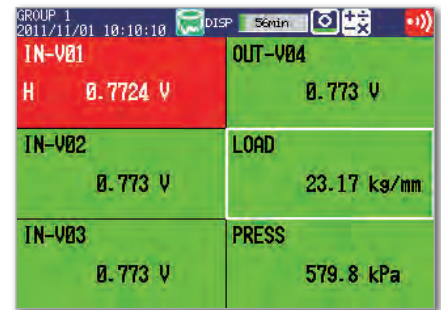 GROUP 1
2011/11/01 10:10:10 DISP 56min
IN-V01
H 0.7724 V
OUT-V04
0.773 V
IN-V02
0.773 V
LOAD
23.17 kg/mm
IN-V03
0.773 V
PRESS
579.8 kPa